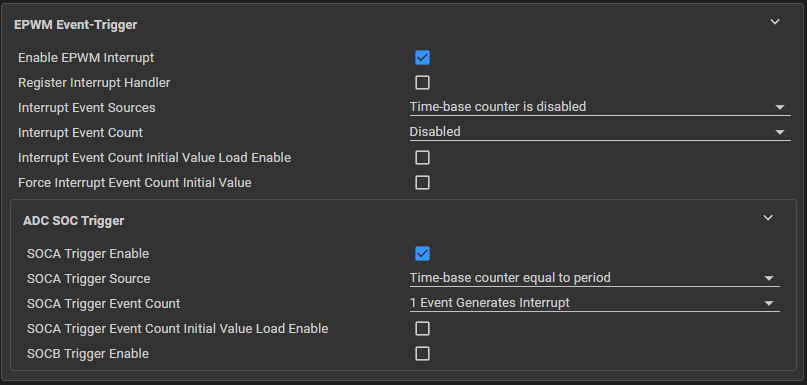 EPWM Event-Trigger
Enable EPWM Interrupt
Register Interrupt Handler
Interrupt Event Sources Time-base counter is disabled
Interrupt Event Count Disabled
Interrupt Event Count Initial Value Load Enable
Force Interrupt Event Count Initial Value
ADC SOC Trigger
SOCA Trigger Enable
SOCA Trigger Source Time-base counter equal to period
SOCA Trigger Event Count 1 Event Generates Interrupt
SOCA Trigger Event Count Initial Value Load Enable
SOCB Trigger Enable